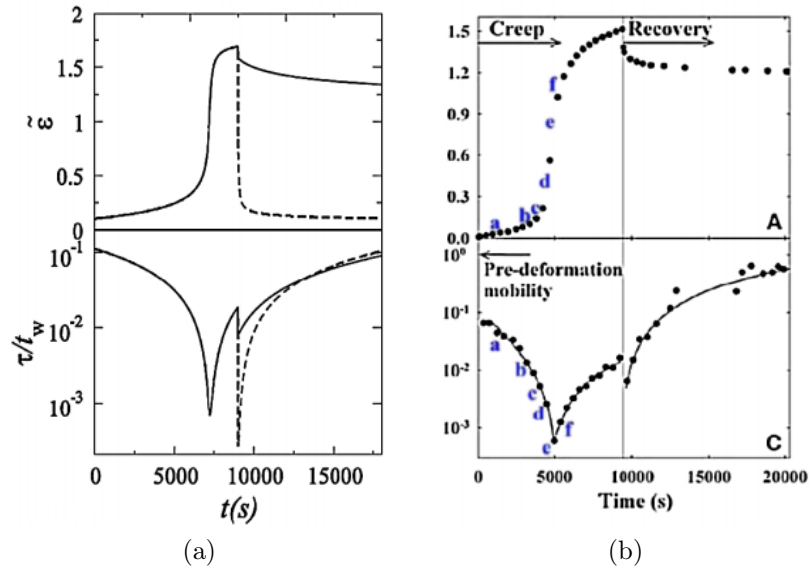 2
1.5
1
0.5
0
ε̃
10⁻¹
10⁻²
10⁻³
τ/t_w
0
5000
10000
15000
t(s)
(a)
1.5
1.2
0.9
0.6
0.3
0.0
Creep
Recovery
f
e
d
c
b
a
A
10⁰
10⁻¹
10⁻²
10⁻³
Pre-deformation
mobility
a
b
c
d
e
f
C
0
5000
10000
15000
20000
Time (s)
(b)